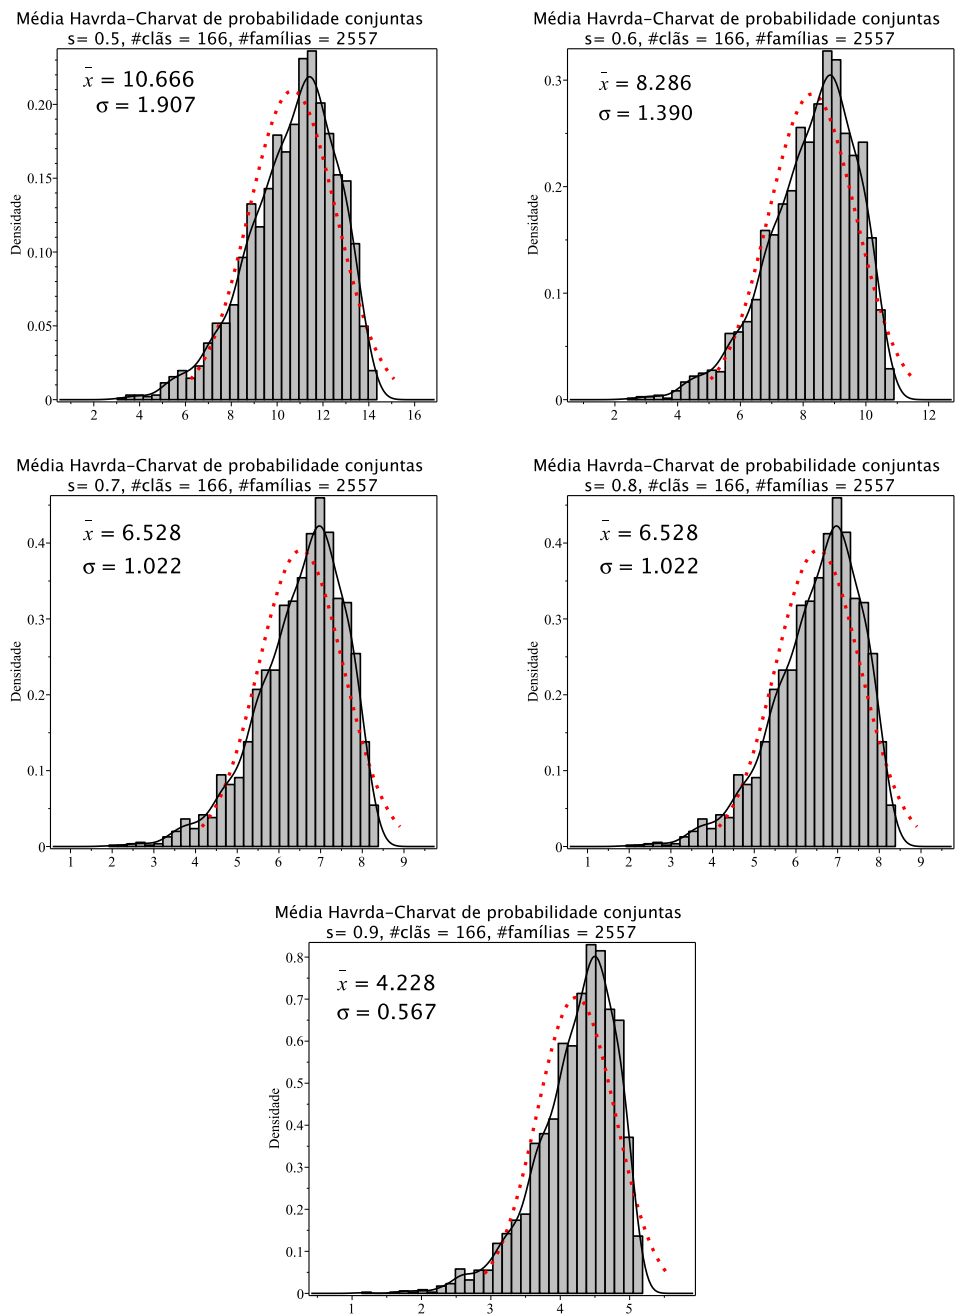 Média Havrda-Charvat de probabilidade conjuntas
s= 0.5, #clãs = 166, #famílias = 2557
x̄ = 10.666
σ = 1.907
Densidade
0.20
0.15
0.10
0.05
0
2 4 6 8 10 12 14 16
Média Havrda-Charvat de probabilidade conjuntas
s= 0.6, #clãs = 166, #famílias = 2557
x̄ = 8.286
σ = 1.390
Densidade
0.3
0.2
0.1
0
2 4 6 8 10 12
Média Havrda-Charvat de probabilidade conjuntas
s= 0.7, #clãs = 166, #famílias = 2557
x̄ = 6.528
σ = 1.022
Densidade
0.4
0.3
0.2
0.1
0
1 2 3 4 5 6 7 8 9
Média Havrda-Charvat de probabilidade conjuntas
s= 0.8, #clãs = 166, #famílias = 2557
x̄ = 6.528
σ = 1.022
Densidade
0.4
0.3
0.2
0.1
0
1 2 3 4 5 6 7 8 9
Média Havrda-Charvat de probabilidade conjuntas
s= 0.9, #clãs = 166, #famílias = 2557
x̄ = 4.228
σ = 0.567
Densidade
0.8
0.7
0.6
0.5
0.4
0.3
0.2
0.1
0
1 2 3 4 5